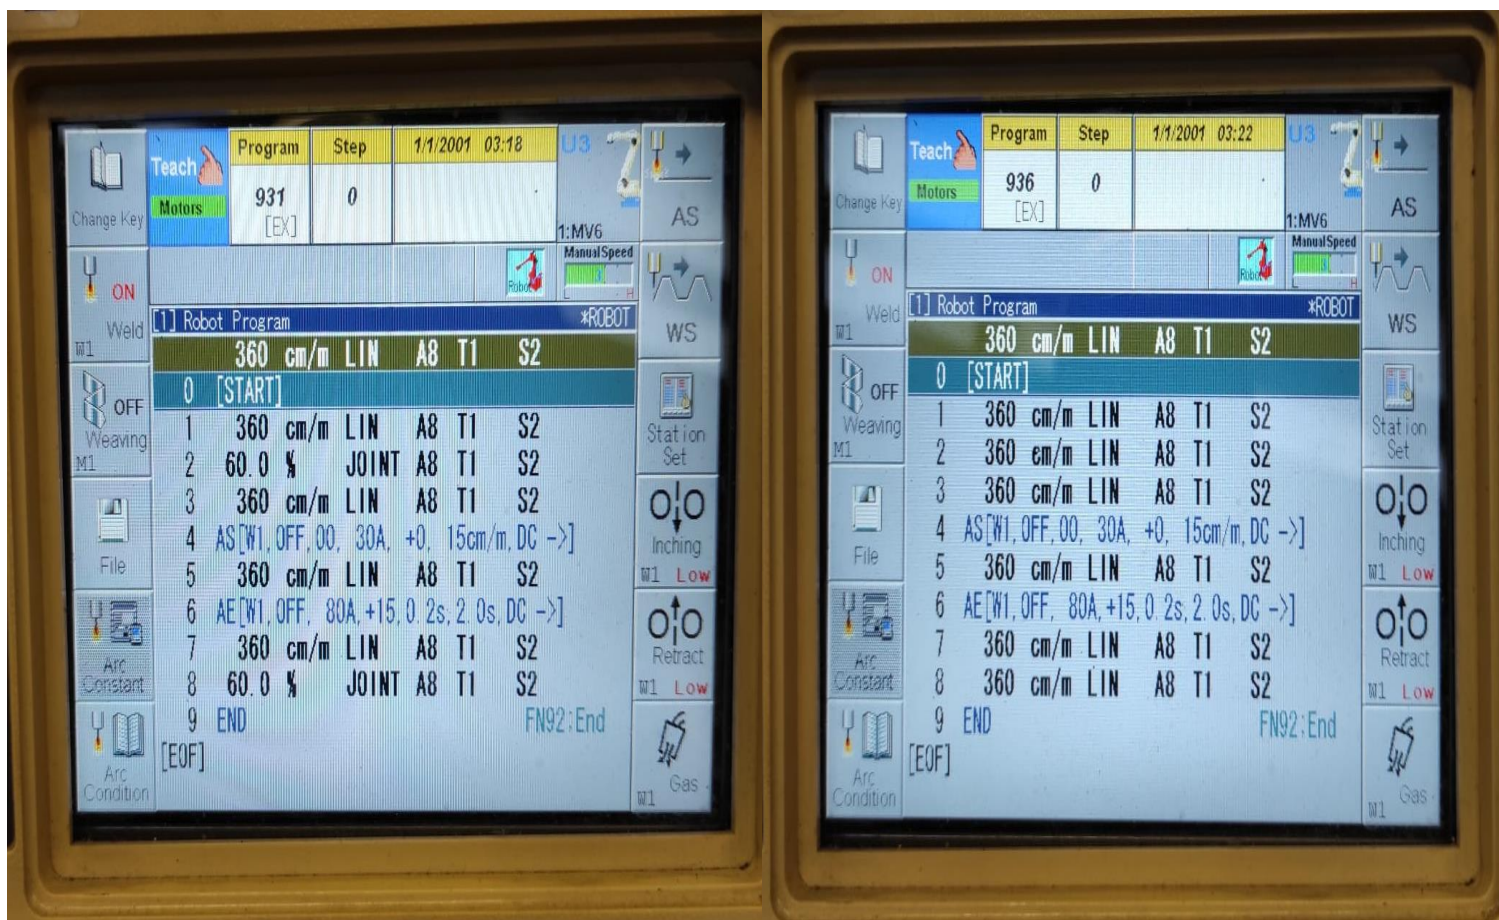 Change Key
Teach
Motors
Program
931
[EX]
Step
0
1/1/2001 03:18
U3
1:MV6
AS
Robot
Manual Speed
3
L H
ON
Weld
W1
WS
[1] Robot Program *ROBOT
360 cm/m LIN A8 T1 S2
0 [START]
1 360 cm/m LIN A8 T1 S2
2 60.0 % JOINT A8 T1 S2
3 360 cm/m LIN A8 T1 S2
4 AS[W1,OFF,00, 30A, +0, 15cm/m,DC ->]
5 360 cm/m LIN A8 T1 S2
6 AE[W1,OFF, 80A,+15,0.2s,2.0s,DC ->]
7 360 cm/m LIN A8 T1 S2
8 60.0 % JOINT A8 T1 S2
9 END FN92;End
[EOF]
OFF
Weaving
M1
File
Arc
Constant
Arc
Condition
Station
Set
Inching
W1 Low
Retract
W1 Low
Gas
W1
Change Key
Teach
Motors
Program
936
[EX]
Step
0
1/1/2001 03:22
U3
1:MV6
AS
Robot
Manual Speed
3
L H
ON
Weld
W1
WS
[1] Robot Program *ROBOT
360 cm/m LIN A8 T1 S2
0 [START]
1 360 cm/m LIN A8 T1 S2
2 360 cm/m LIN A8 T1 S2
3 360 cm/m LIN A8 T1 S2
4 AS[W1,OFF,00, 30A, +0, 15cm/m,DC ->]
5 360 cm/m LIN A8 T1 S2
6 AE[W1,OFF, 80A,+15,0.2s,2.0s,DC ->]
7 360 cm/m LIN A8 T1 S2
8 360 cm/m LIN A8 T1 S2
9 END FN92;End
[EOF]
OFF
Weaving
M1
File
Arc
Constant
Arc
Condition
Station
Set
Inching
W1 Low
Retract
W1 Low
Gas
W1